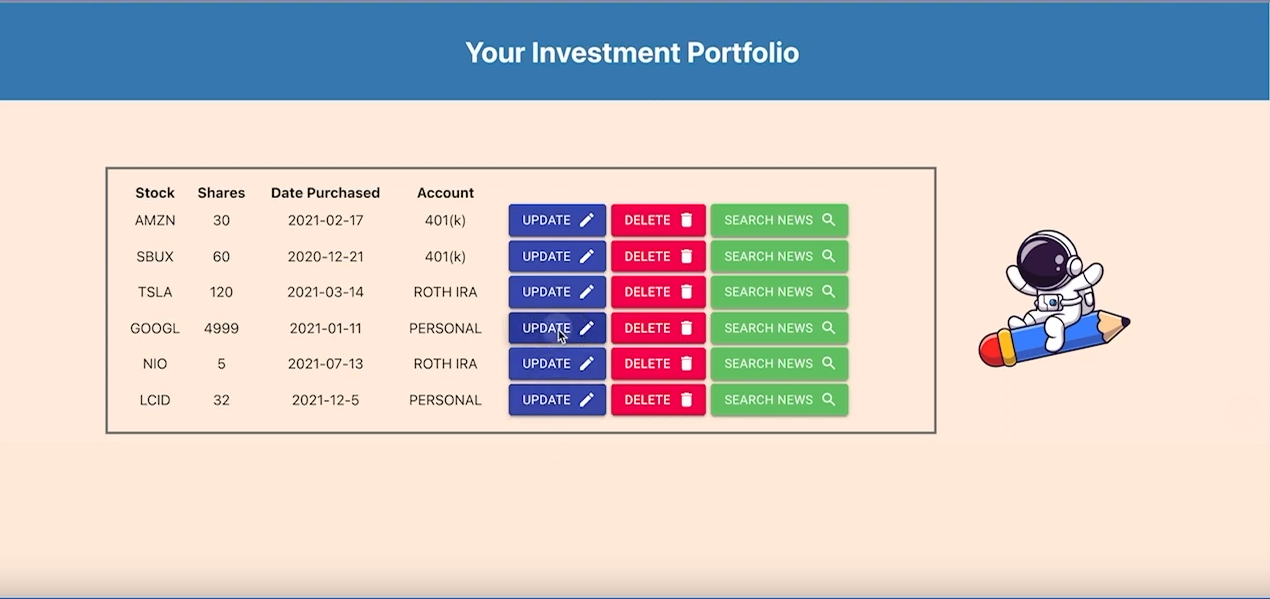 Your Investment Portfolio
Stock Shares Date Purchased Account
AMZN 30 2021-02-17 401(k) UPDATE DELETE SEARCH NEWS
SBUX 60 2020-12-21 401(k) UPDATE DELETE SEARCH NEWS
TSLA 120 2021-03-14 ROTH IRA UPDATE DELETE SEARCH NEWS
GOOGL 4999 2021-01-11 PERSONAL UPDATE DELETE SEARCH NEWS
NIO 5 2021-07-13 ROTH IRA UPDATE DELETE SEARCH NEWS
LCID 32 2021-12-5 PERSONAL UPDATE DELETE SEARCH NEWS